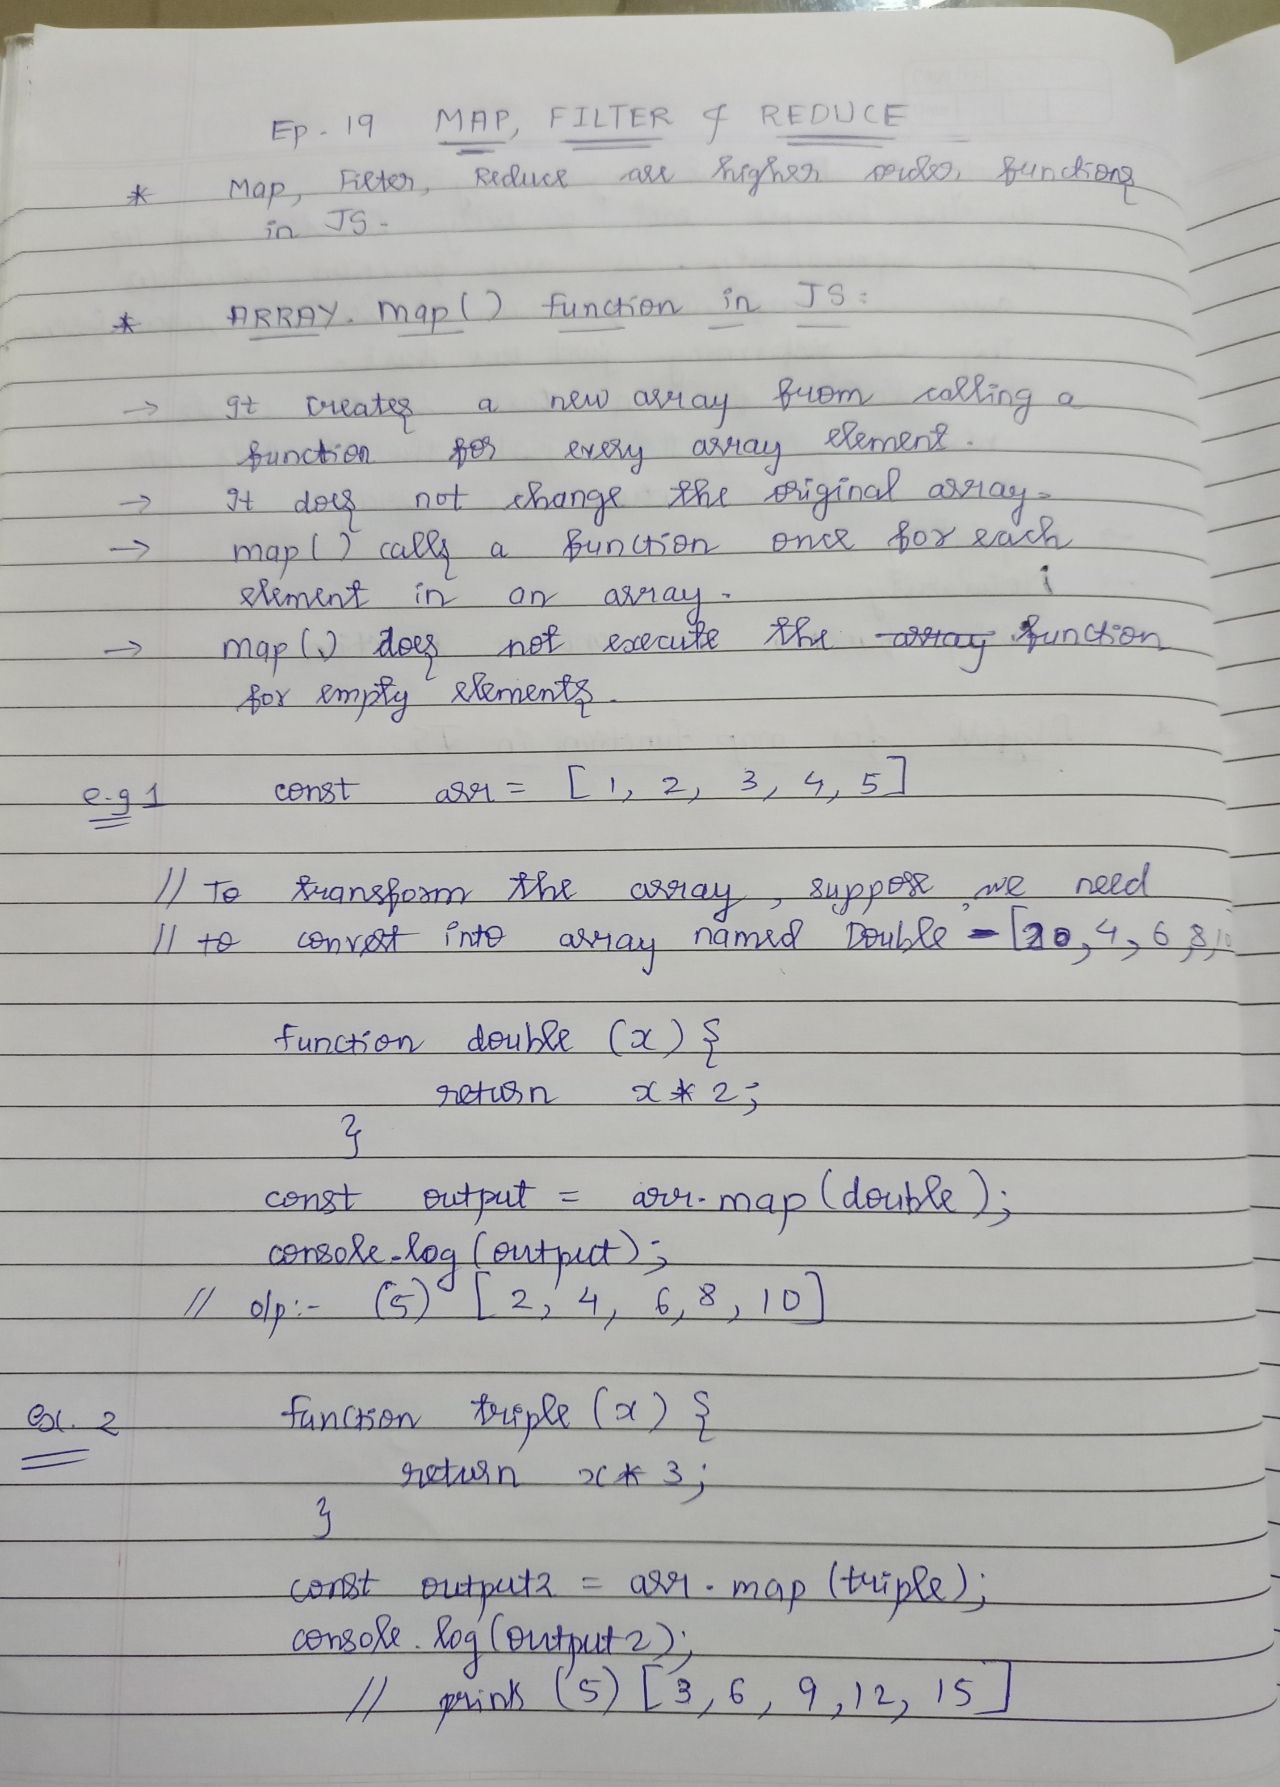 Ep. 19 MAP, FILTER & REDUCE
* Map, Filter, Reduce are higher order functions
in JS.
* ARRAY. map() function in JS:
→ It creates a new array from calling a
function for every array element.
→ It does not change the original array.
→ map() calls a function once for each
element in an array.
→ map() does not execute the array function
for empty elements.
e.g 1 const arr = [1, 2, 3, 4, 5]
// To transform the array, suppose we need
// to convert into array named Double - [20, 4, 6, 8, 10
function double (x) {
return x * 2;
}
const output = arr.map(double);
console.log(output);
// o/p:- (5) [2, 4, 6, 8, 10]
ex. 2 function triple (x) {
return x * 3;
}
const output2 = arr.map(triple);
console.log(output2);
// prints (5) [3, 6, 9, 12, 15]